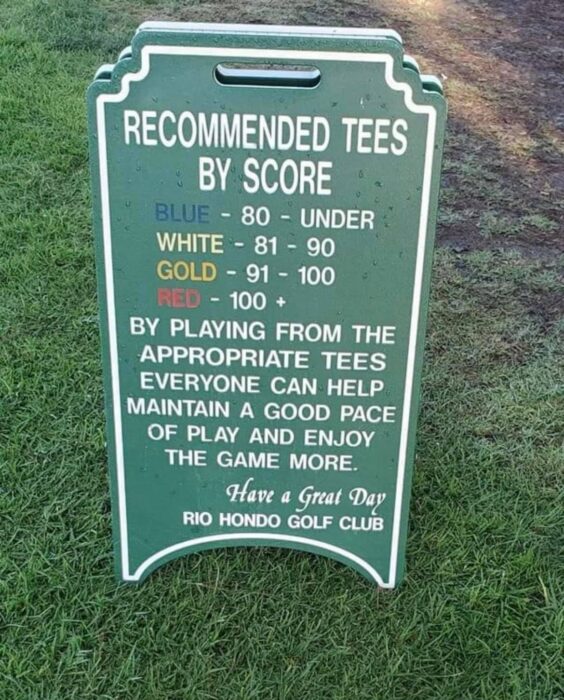 RECOMMENDED TEES
BY SCORE
BLUE - 80 - UNDER
WHITE - 81 - 90
GOLD - 91 - 100
RED - 100 +
BY PLAYING FROM THE
APPROPRIATE TEES
EVERYONE CAN HELP
MAINTAIN A GOOD PACE
OF PLAY AND ENJOY
THE GAME MORE.
Have a Great Day
RIO HONDO GOLF CLUB